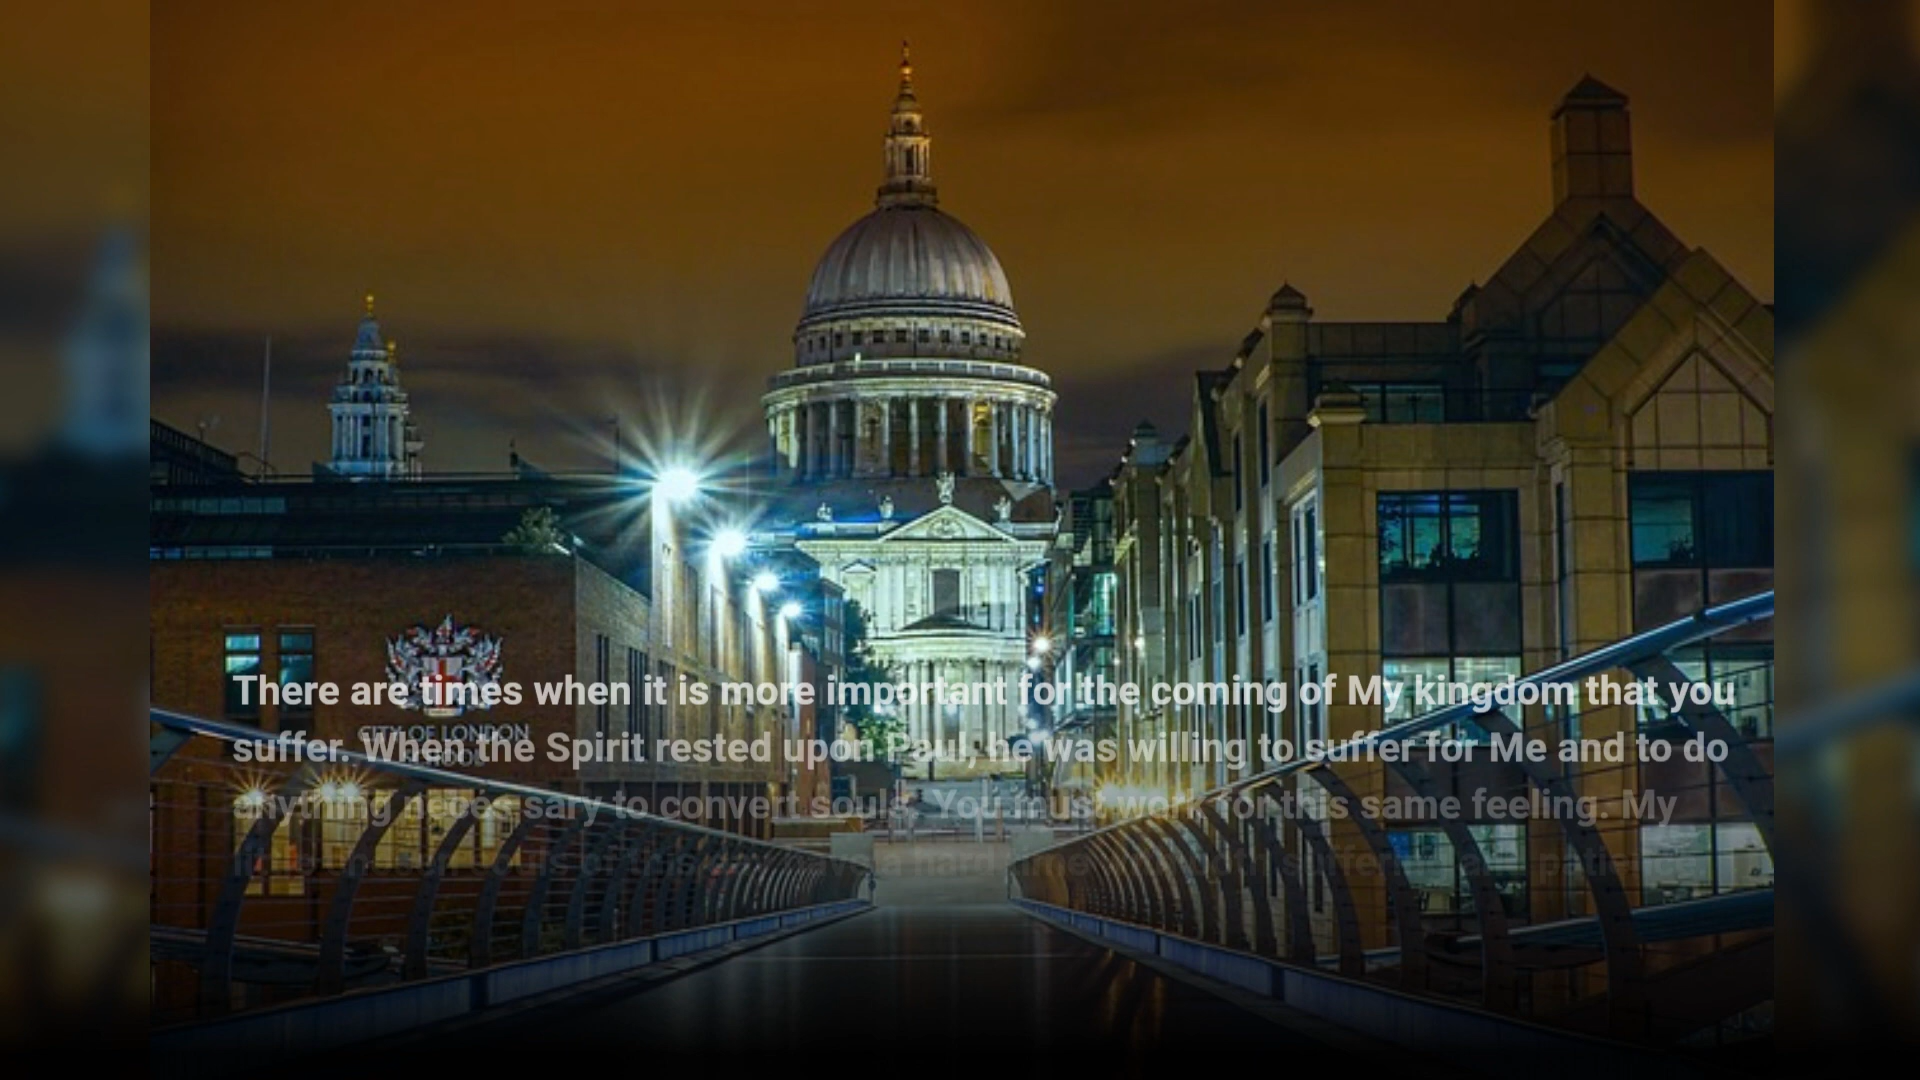 There are times when it is more important for the coming of My kingdom that you
suffer. When the Spirit rested upon Paul, he was willing to suffer for Me and to do
CITY OF LONDON
anything necessary to convert souls. You must work for this same feeling. My